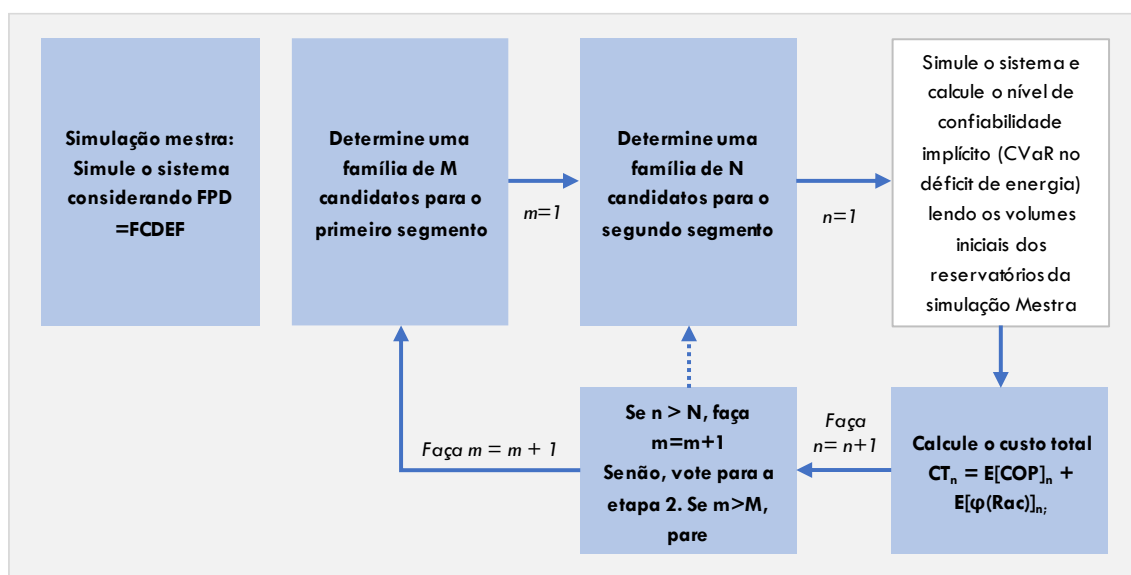 Simulação mestra:
Simule o sistema
considerando FPD
=FCDEF
Determine uma
família de M
candidatos para o
primeiro segmento
m=1
Determine uma
família de N
candidatos para o
segundo segmento
n=1
Simule o sistema e
calcule o nível de
confiabilidade
implícito (CVaR no
déficit de energia)
lendo os volumes
iniciais dos
reservatórios da
simulação Mestra
Calcule o custo total
CTₙ = E[COP]ₙ +
E[φ(Rac)]ₙ;
Faça
n= n+1
Se n > N, faça
m=m+1
Senão, vote para a
etapa 2. Se m>M,
pare
Faça m = m + 1